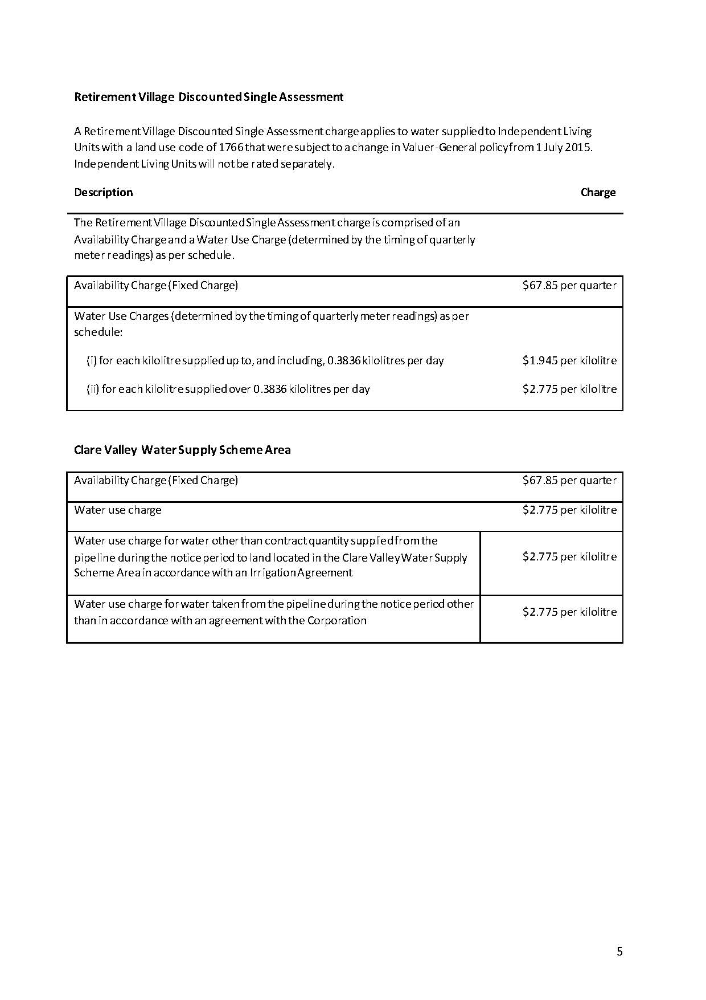 Retirement Village Discounted Single Assessment
A Retirement Village Discounted Single Assessment charge applies to water supplied to Independent Living
Units with a land use code of 1766 that were subject to a change in Valuer-General policy from 1 July 2015.
Independent Living Units will not be rated separately.
Description Charge
The Retirement Village Discounted Single Assessment charge is comprised of an
Availability Charge and a Water Use Charge (determined by the timing of quarterly
meter readings) as per schedule.
Availability Charge (Fixed Charge) $67.85 per quarter
Water Use Charges (determined by the timing of quarterly meter readings) as per
schedule:
(i) for each kilolitre supplied up to, and including, 0.3836 kilolitres per day $1.945 per kilolitre
(ii) for each kilolitre supplied over 0.3836 kilolitres per day $2.775 per kilolitre
Clare Valley Water Supply Scheme Area
Availability Charge (Fixed Charge) $67.85 per quarter
Water use charge $2.775 per kilolitre
Water use charge for water other than contract quantity supplied from the
pipeline during the notice period to land located in the Clare Valley Water Supply $2.775 per kilolitre
Scheme Area in accordance with an Irrigation Agreement
Water use charge for water taken from the pipeline during the notice period other
$2.775 per kilolitre
than in accordance with an agreement with the Corporation
5